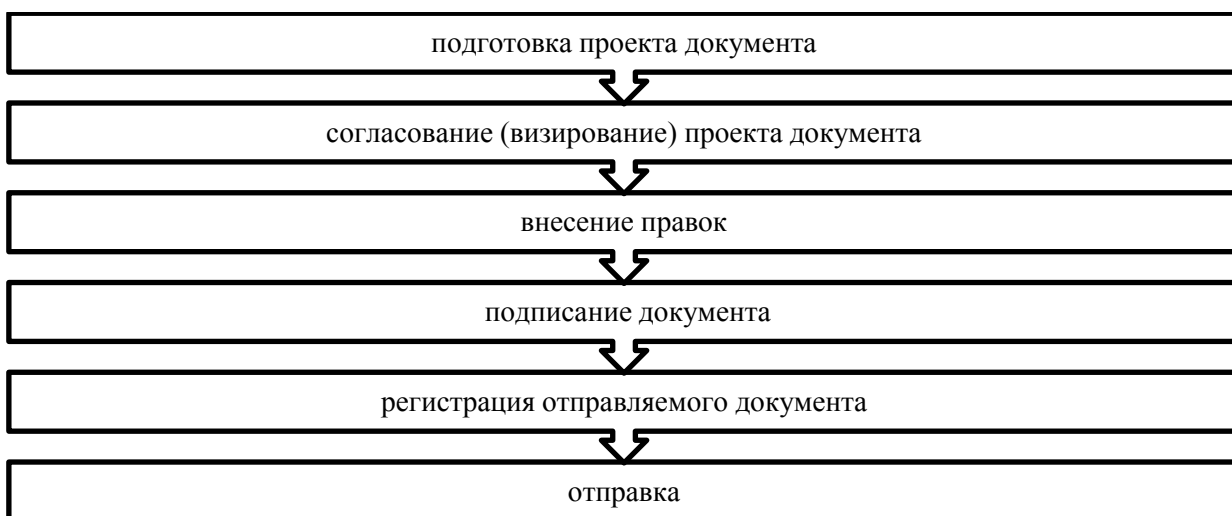 подготовка проекта документа
согласование (визирование) проекта документа
внесение правок
подписание документа
регистрация отправляемого документа
отправка